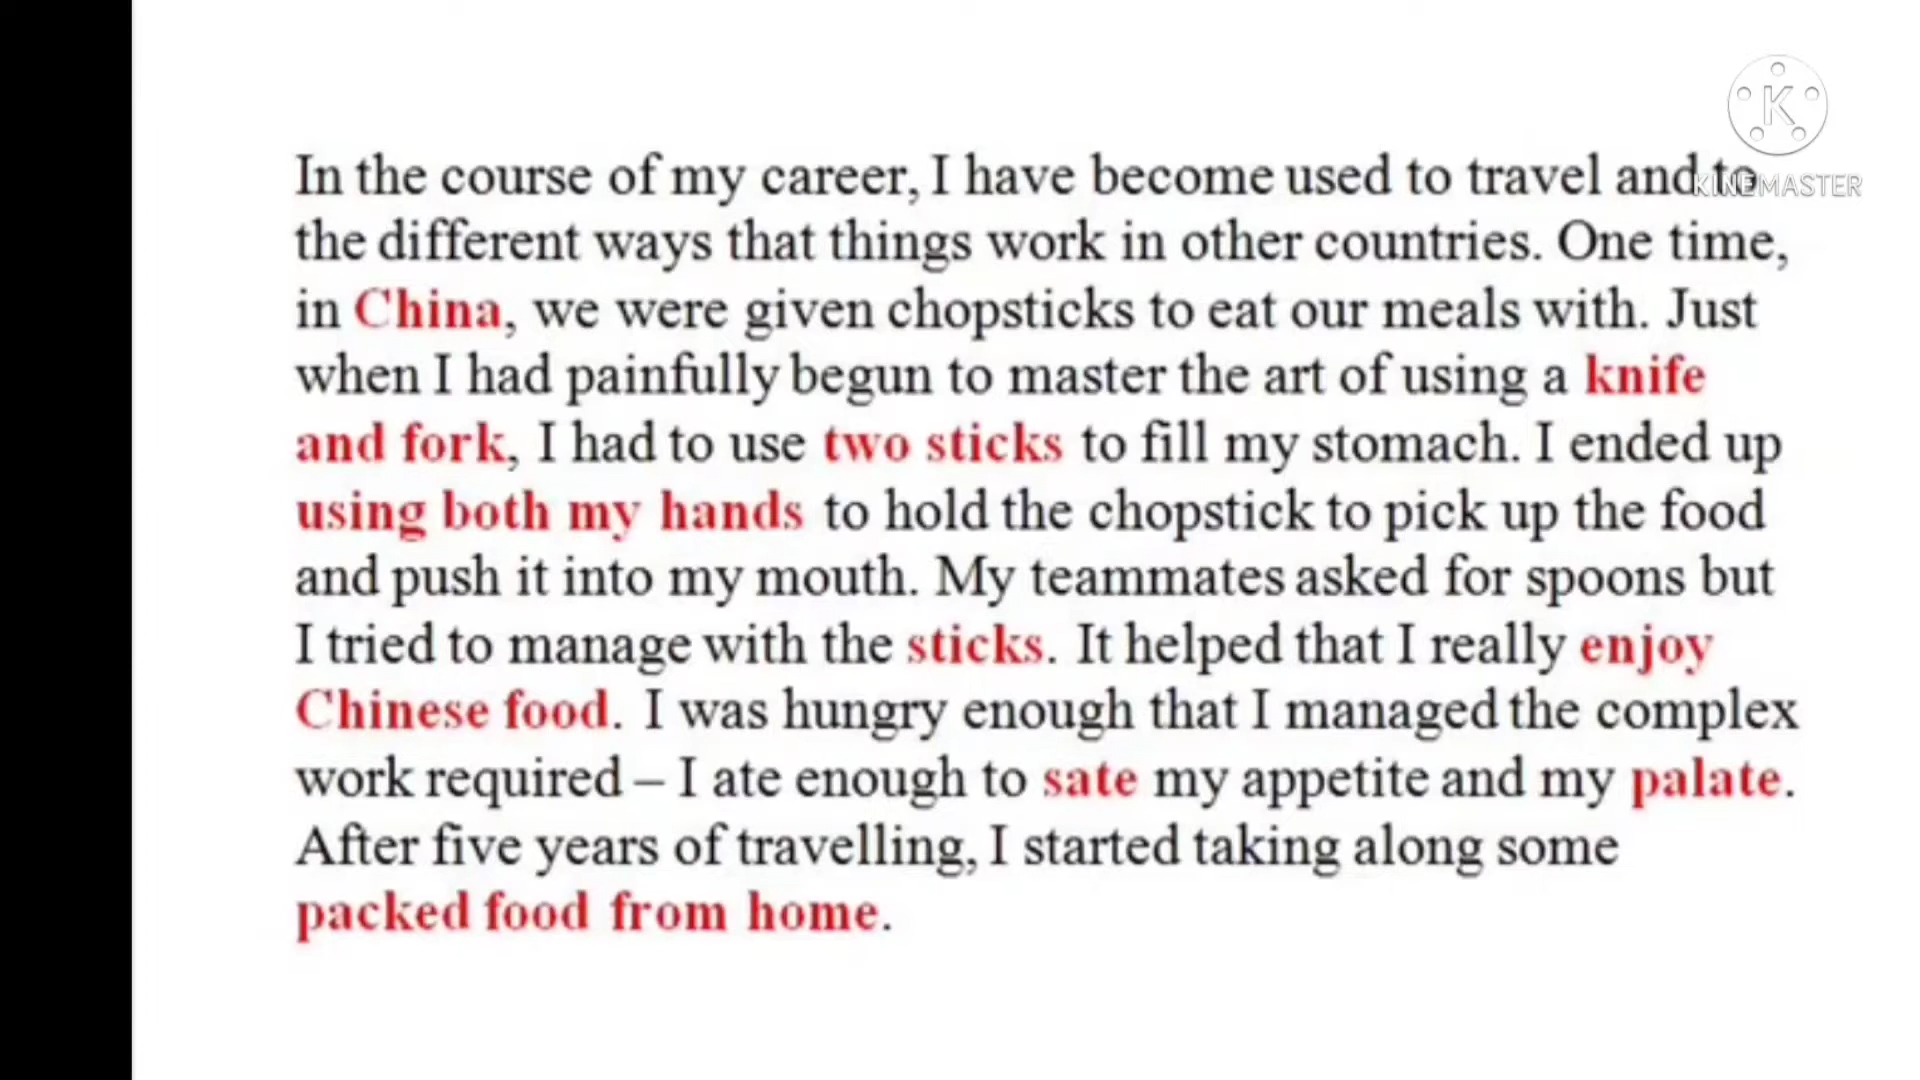 K
KINEMASTER
In the course of my career, I have become used to travel and to
the different ways that things work in other countries. One time,
in China, we were given chopsticks to eat our meals with. Just
when I had painfully begun to master the art of using a knife
and fork, I had to use two sticks to fill my stomach. I ended up
using both my hands to hold the chopstick to pick up the food
and push it into my mouth. My teammates asked for spoons but
I tried to manage with the sticks. It helped that I really enjoy
Chinese food. I was hungry enough that I managed the complex
work required – I ate enough to sate my appetite and my palate.
After five years of travelling, I started taking along some
packed food from home.